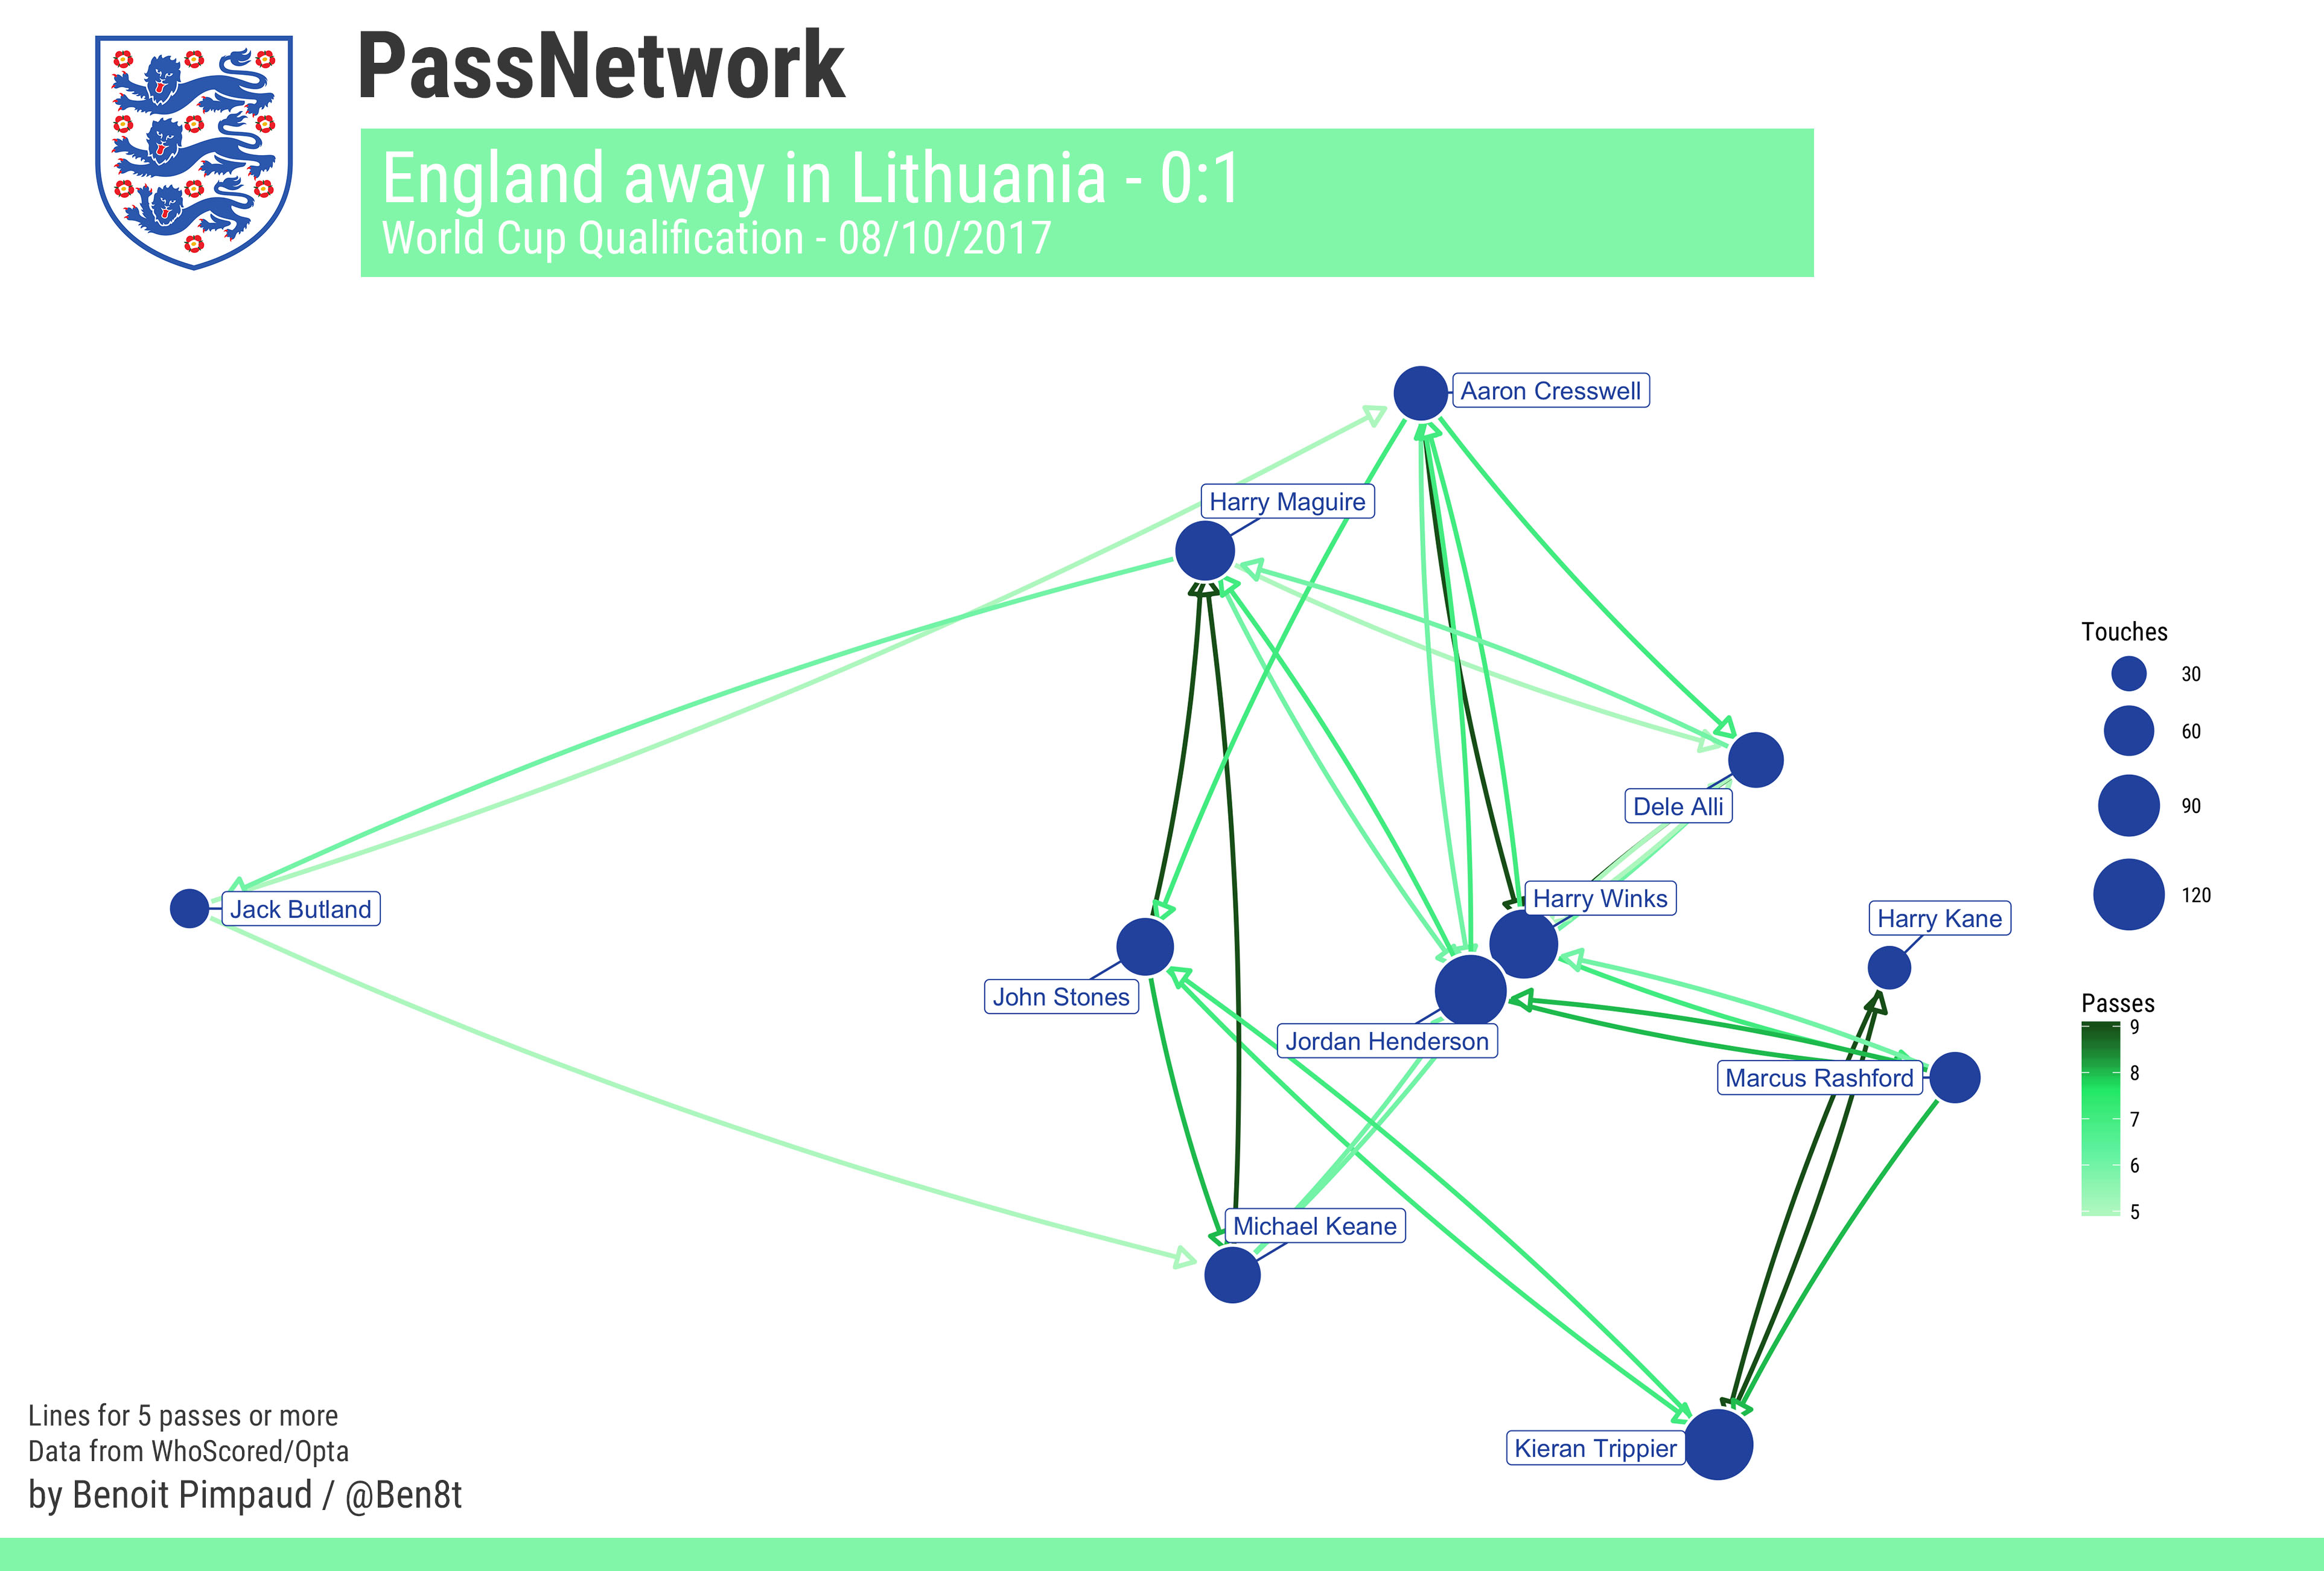 PassNetwork
England away in Lithuania - 0:1
World Cup Qualification - 08/10/2017
Aaron Cresswell
Harry Maguire
Touches
30
60
90
120
Dele Alli
Harry Winks
Jack Butland
Harry Kane
John Stones
Jordan Henderson
Marcus Rashford
Passes
9
8
7
6
5
Michael Keane
Kieran Trippier
Lines for 5 passes or more
Data from WhoScored/Opta
by Benoit Pimpaud / @Ben8t